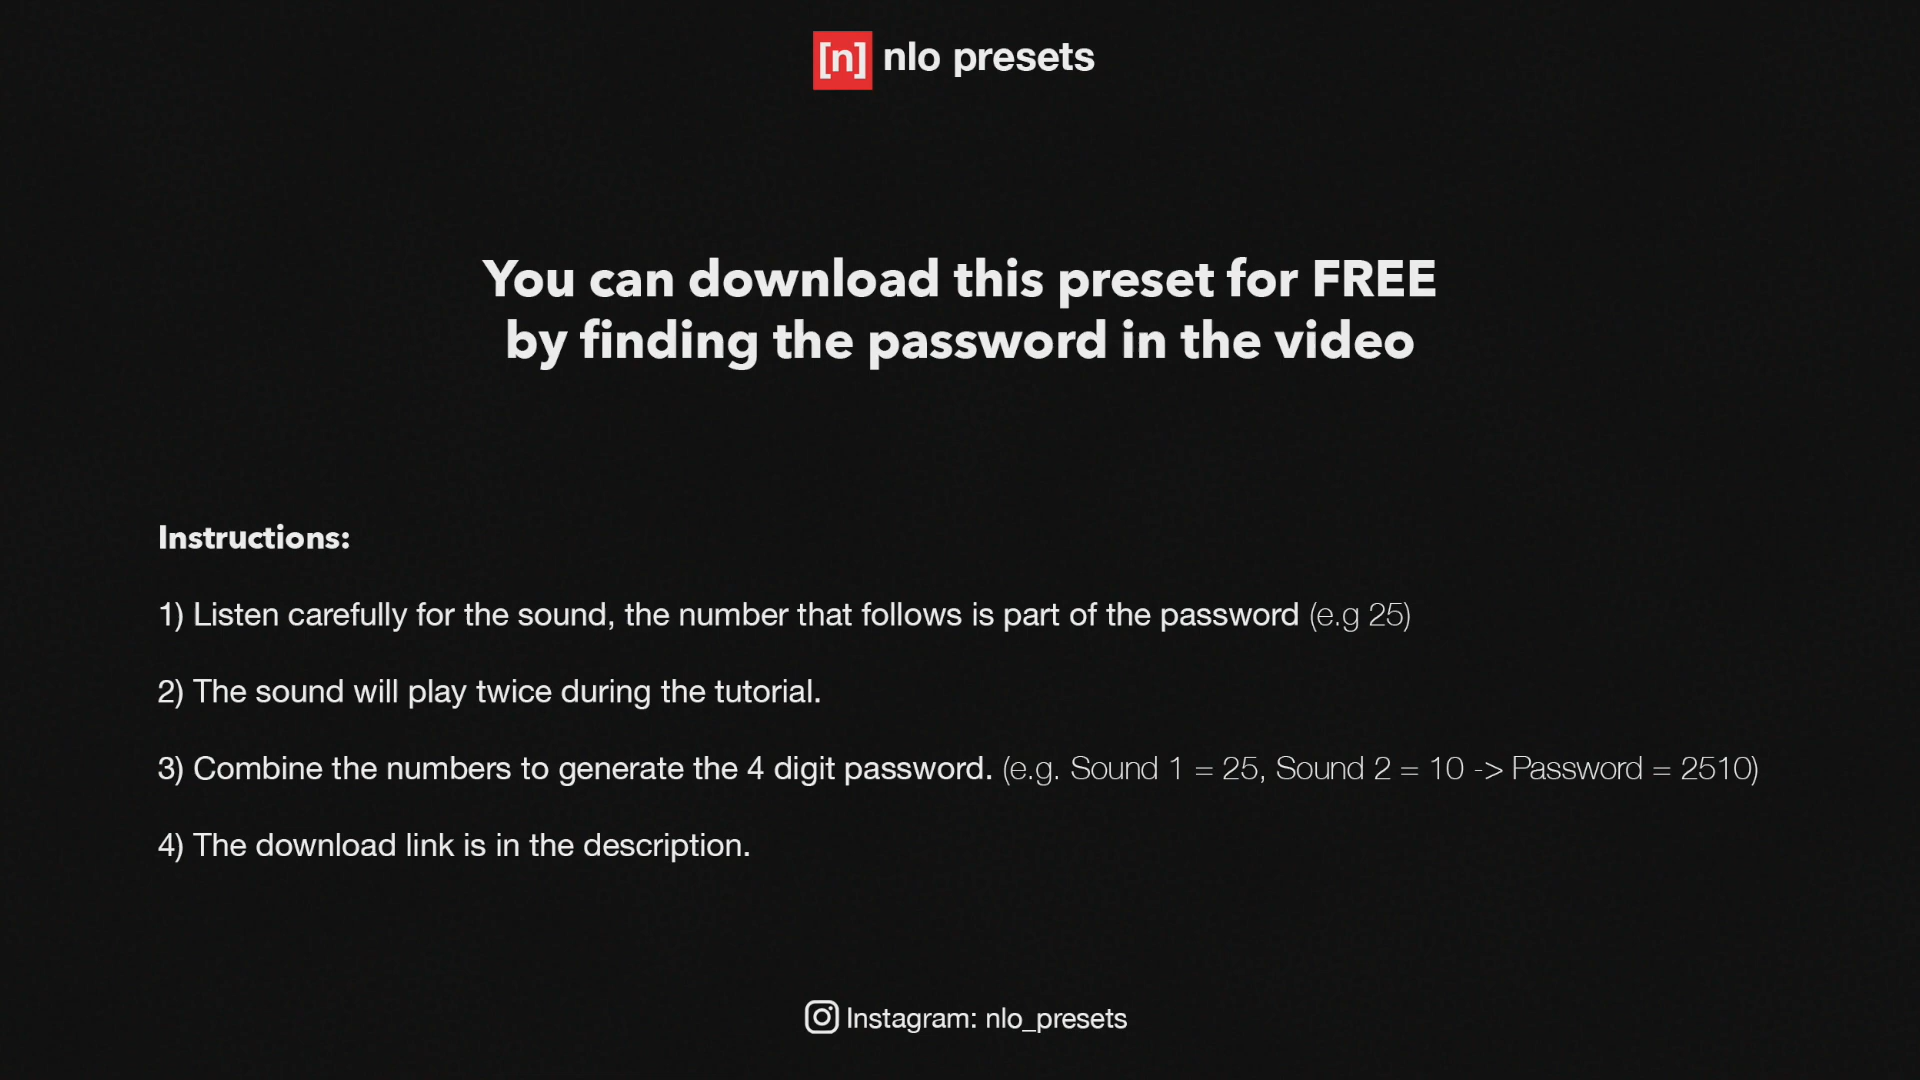 [n] nlo presets
You can download this preset for FREE
by finding the password in the video
Instructions:
1) Listen carefully for the sound, the number that follows is part of the password (e.g 25)
2) The sound will play twice during the tutorial.
3) Combine the numbers to generate the 4 digit password. (e.g. Sound 1 = 25, Sound 2 = 10 -> Password = 2510)
4) The download link is in the description.
Instagram: nlo_presets